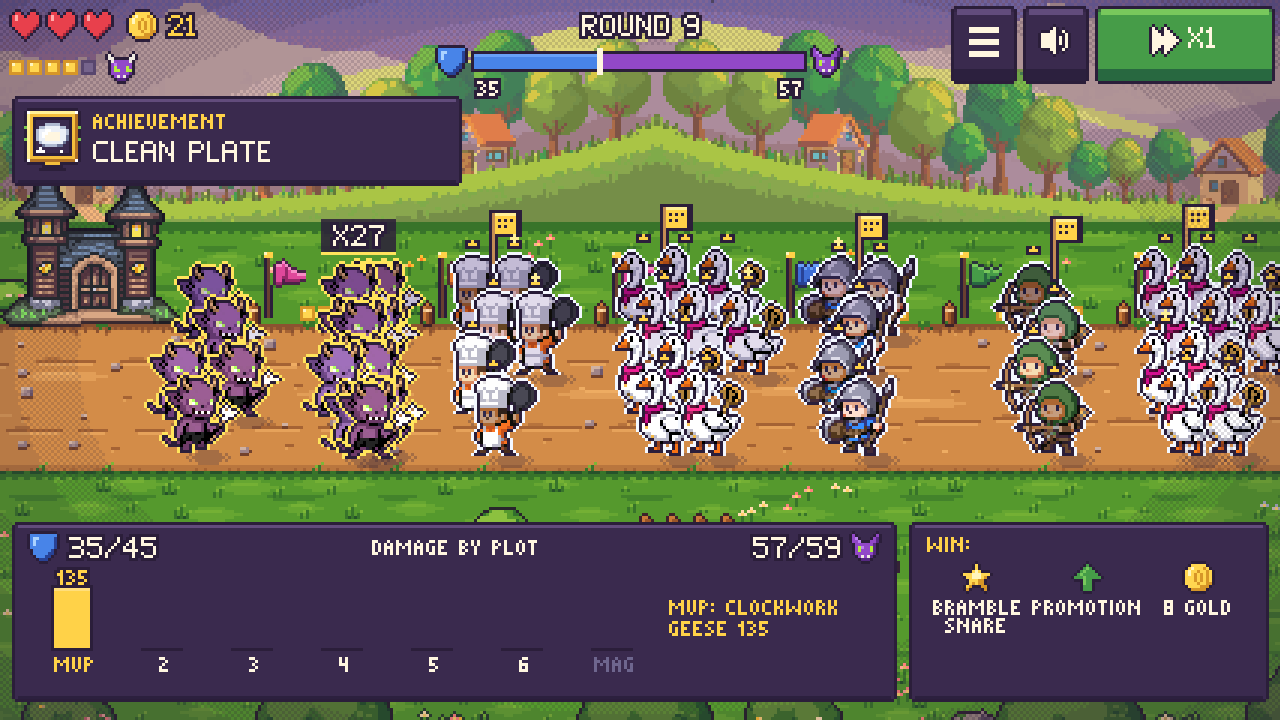 21
ROUND 9
X1
35
57
ACHIEVEMENT
CLEAN PLATE
X27
35/45
DAMAGE BY PLOT
57/59
135
MVP
2
3
4
5
6
MAG
MVP: CLOCKWORK
GEESE 135
WIN:
BRAMBLE
SNARE
PROMOTION
8 GOLD